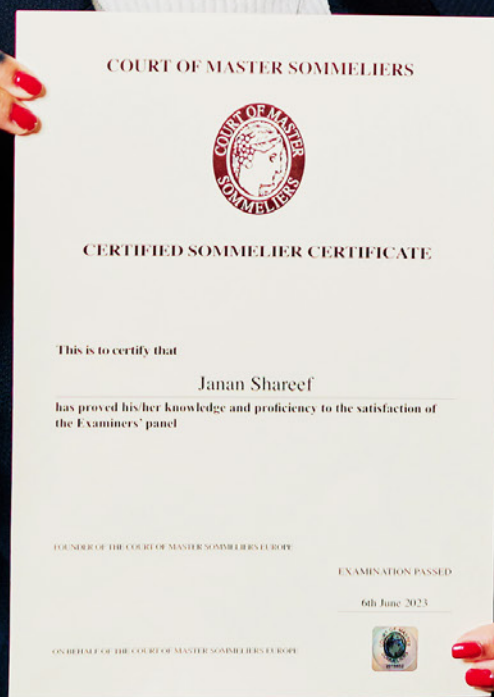 COURT OF MASTER SOMMELIERS
COURT OF MASTER
SOMMELIERS
CERTIFIED SOMMELIER CERTIFICATE
This is to certify that
Janan Shareef
has proved his/her knowledge and proficiency to the satisfaction of
the Examiners' panel
FOUNDER OF THE COURT OF MASTER SOMMELIERS EUROPE
EXAMINATION PASSED
6th June 2023
ON BEHALF OF THE COURT OF MASTER SOMMELIERS EUROPE